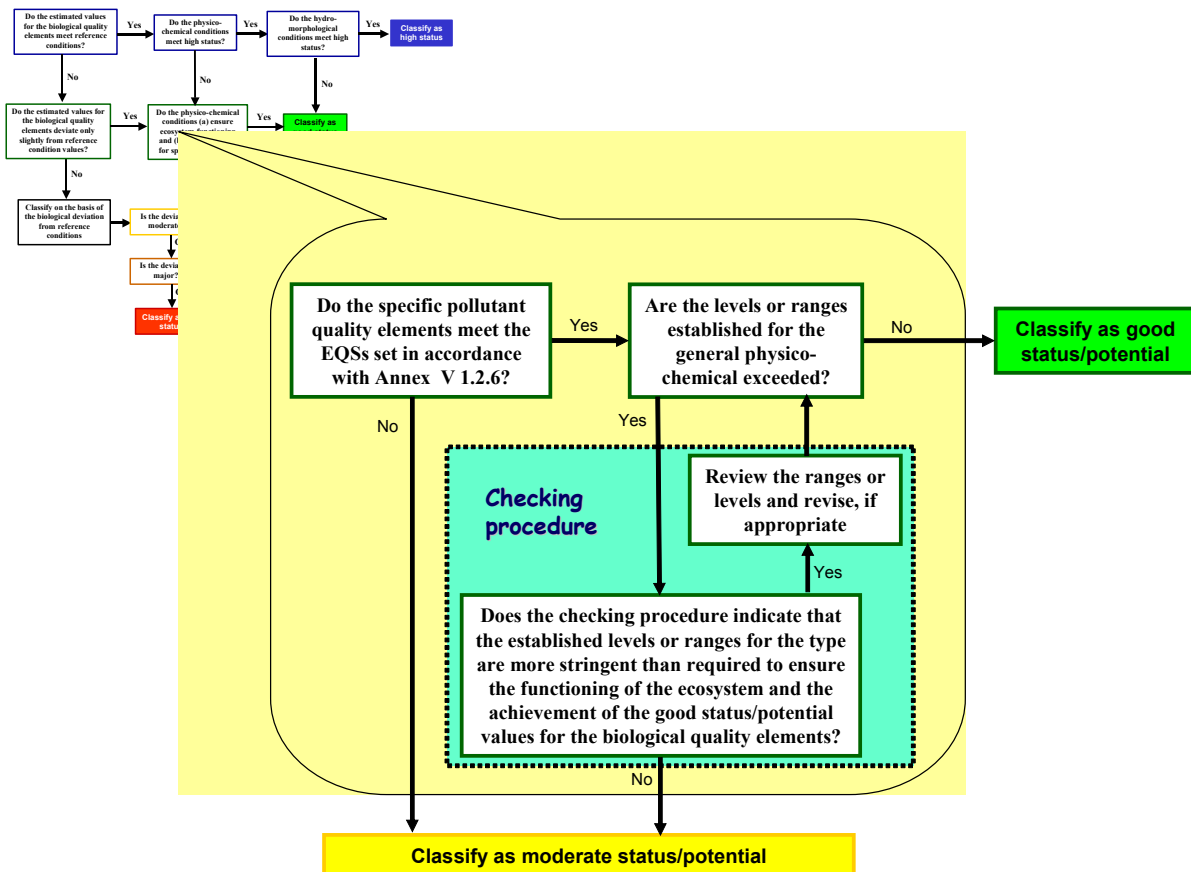 Do the estimated values
for the biological quality
elements meet reference
conditions?
Yes
Do the physico-
chemical conditions
meet high status?
Yes
Do the hydro-
morphological
conditions meet high
status?
Yes
Classify as
high status
No
No
No
Do the estimated values for
the biological quality
elements deviate only
slightly from reference
condition values?
Yes
Do the physico-chemical
conditions (a) ensure
ecosystem functioning
and
for
Yes
Classify as
No
Classify on the basis of
the biological deviation
from reference
conditions
Is the
moderate
Is the
major?
Classify
Do the specific pollutant
quality elements meet the
EQSs set in accordance
with Annex V 1.2.6?
Yes
Are the levels or ranges
established for the
general physico-
chemical exceeded?
No
Classify as good
status/potential
No
Yes
Checking
procedure
Review the ranges or
levels and revise, if
appropriate
Yes
Does the checking procedure indicate that
the established levels or ranges for the type
are more stringent than required to ensure
the functioning of the ecosystem and the
achievement of the good status/potential
values for the biological quality elements?
No
Classify as moderate status/potential